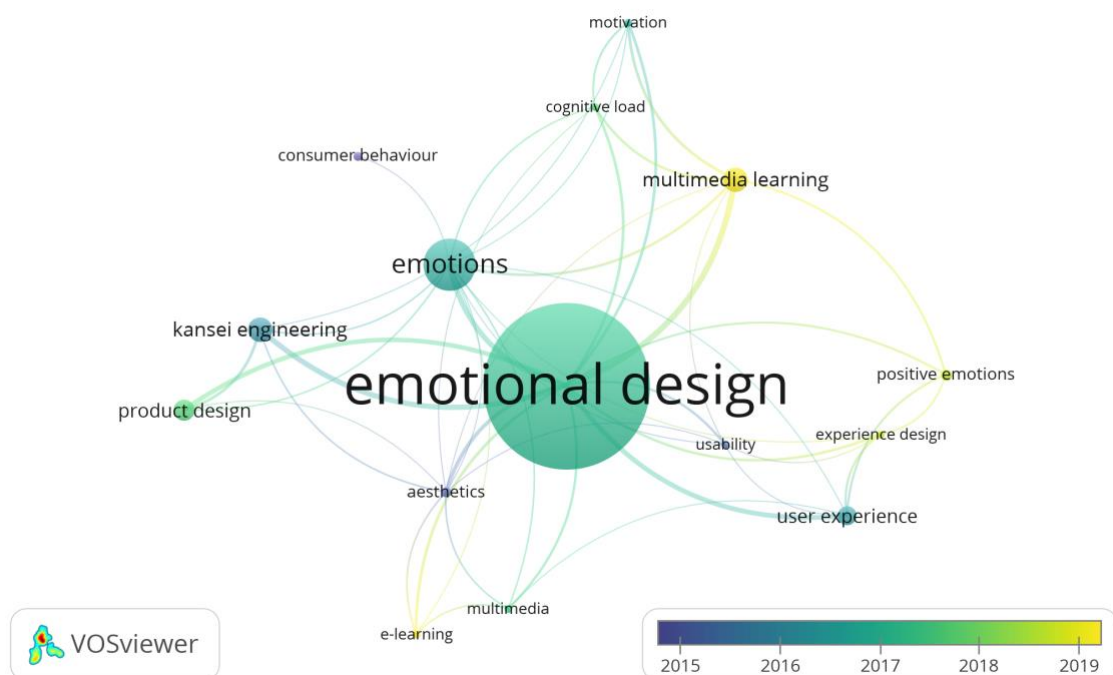 motivation
cognitive load
consumer behaviour
multimedia learning
emotions
kansei engineering
emotional design
positive emotions
product design
experience design
usability
aesthetics
user experience
multimedia
e-learning
VOSviewer
2015 2016 2017 2018 2019